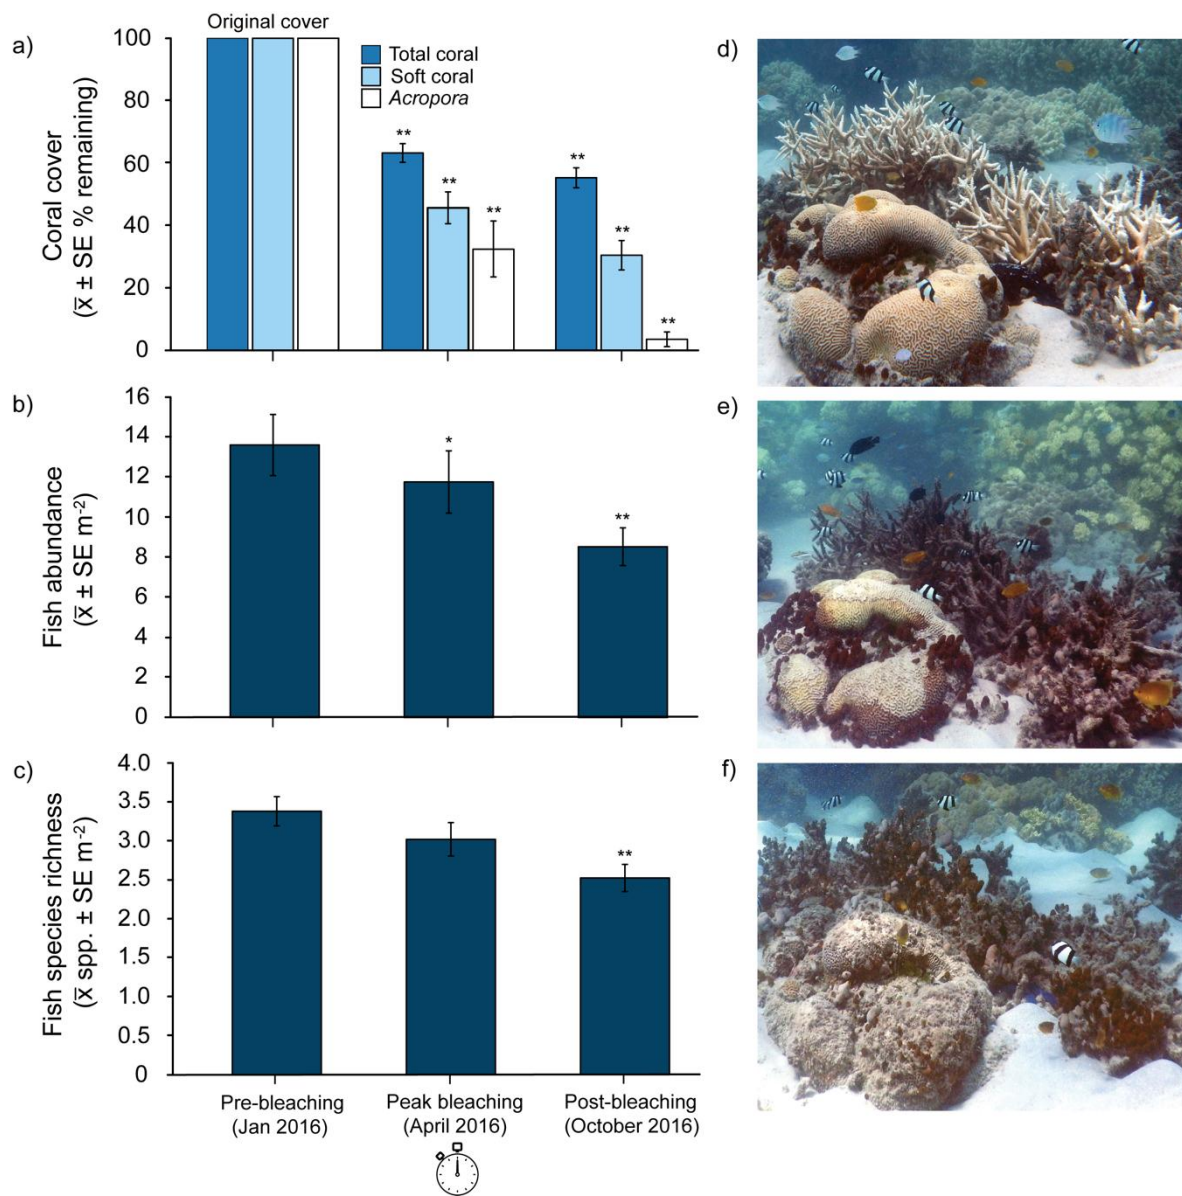 a)
Original cover
100
80
60
40
20
0
Coral cover
(x̅ ± SE % remaining)
Total coral
Soft coral
Acropora
**
**
**
**
**
**
b)
16
14
12
10
8
6
4
2
0
Fish abundance
(x̅ ± SE m⁻²)
*
**
c)
4.0
3.5
3.0
2.5
2.0
1.5
1.0
0.5
0
Fish species richness
(x̅ spp. ± SE m⁻²)
**
Pre-bleaching
(Jan 2016)
Peak bleaching
(April 2016)
Post-bleaching
(October 2016)
d)
e)
f)